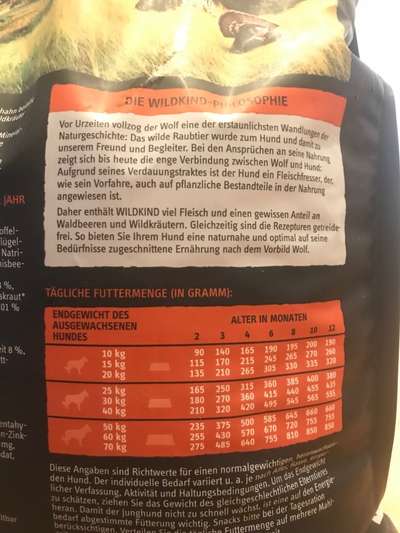 DIE WILDKIND-PHILOSOPHIE
Vor Urzeiten vollzog der Wolf eine der erstaunlichsten Wandlungen der
Naturgeschichte: Das wilde Raubtier wurde zum Hund und damit zu
unserem Freund und Begleiter. Bei den Ansprüchen an seine Nahrung
zeigt sich bis heute die enge Verbindung zwischen Wolf und Hund:
Aufgrund seines Verdauungstraktes ist der Hund ein Fleischfresser, der,
wie sein Vorfahre, auch auf pflanzliche Bestandteile in der Nahrung
angewiesen ist.
Daher enthält WILDKIND viel Fleisch und einen gewissen Anteil an
Waldbeeren und Wildkräutern. Gleichzeitig sind die Rezepturen getreide-
frei. So bieten Sie Ihrem Hund eine naturnahe und optimal auf seine
Bedürfnisse zugeschnittene Ernährung nach dem Vorbild Wolf.
JAHR
TÄGLICHE FUTTERMENGE (IN GRAMM):
ENDGEWICHT DES AUSGEWACHSENEN HUNDES
ALTER IN MONATEN
2 3 4 6 8 10 12
10 kg 90 140 165 190 195 200 190
15 kg 115 170 215 245 265 270 260
20 kg 135 210 265 305 330 335 320
25 kg 165 250 315 360 385 400 380
30 kg 180 270 360 415 440 455 435
40 kg 210 320 420 495 545 565 555
50 kg 235 375 500 585 645 660 660
60 kg 255 430 570 670 720 755 755
70 kg 275 485 640 755 810 850 850
Diese Angaben sind Richtwerte für einen normalgewichtigen,
den Hund. Der individuelle Bedarf variiert u. a. je nach
licher Verfassung, Aktivität und Haltungsbedingungen. Um das Endgewicht
zu schätzen, ziehen Sie das Gewicht des gleichgeschlechtlichen Elterntieres
heran. Damit der Junghund nicht zu schnell wächst, ist eine auf den Energie-
bedarf abgestimmte Fütterung wichtig. Snacks bitte bei der Tagesration
berücksichtigen. Verteilen Sie die tägliche Futtermenge auf mehrere Mahl-